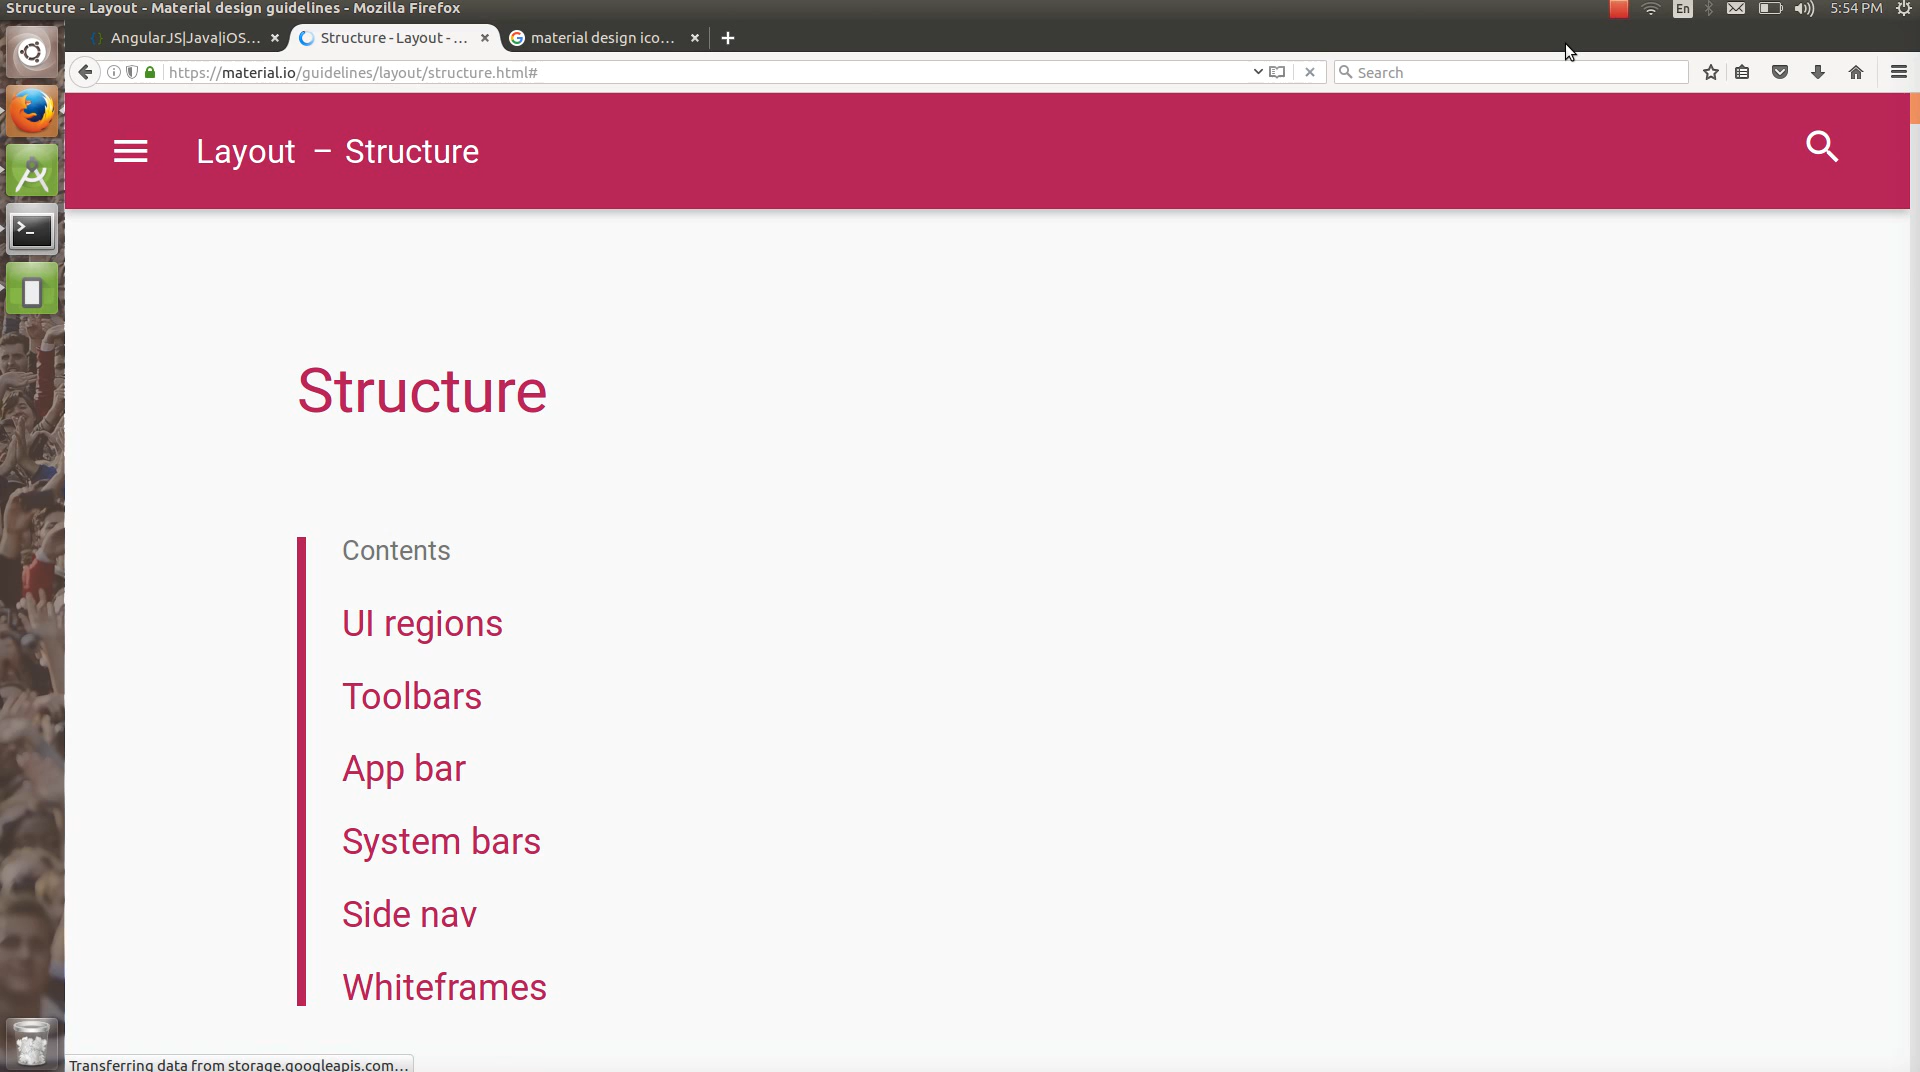 Structure - Layout - Material design guidelines - Mozilla Firefox
En
5:54 PM
AngularJS|Java|iOS...
Structure - Layout - ...
material design ico...
https://material.io/guidelines/layout/structure.html#
Search
Layout – Structure
Structure
Contents
UI regions
Toolbars
App bar
System bars
Side nav
Whiteframes
Transferring data from storage.googleapis.com...